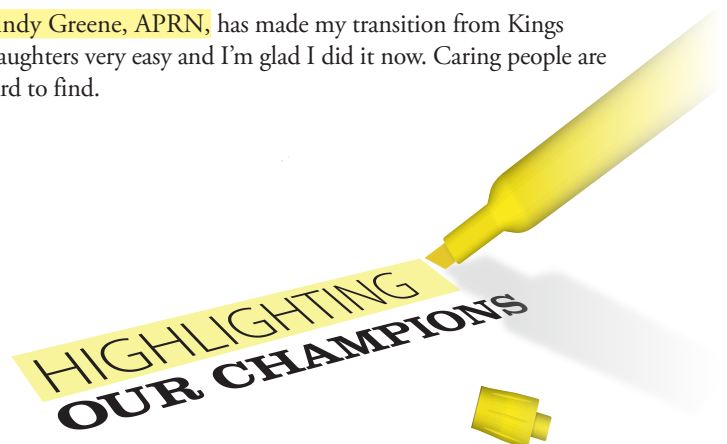 ndy Greene, APRN, has made my transition from Kings
aughters very easy and I'm glad I did it now. Caring people are
rd to find.
HIGHLIGHTING
OUR CHAMPIONS